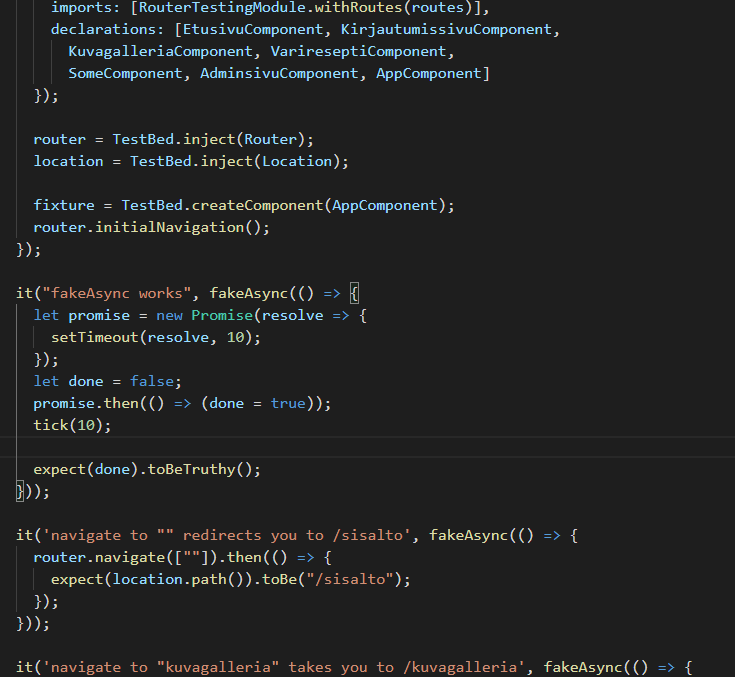 imports: [RouterTestingModule.withRoutes(routes)],
declarations: [EtusivuComponent, KirjautumissivuComponent,
KuvagalleriaComponent, VarireseptiComponent,
SomeComponent, AdminsivuComponent, AppComponent]
});
router = TestBed.inject(Router);
location = TestBed.inject(Location);
fixture = TestBed.createComponent(AppComponent);
router.initialNavigation();
});
it("fakeAsync works", fakeAsync(() => {
let promise = new Promise(resolve => {
setTimeout(resolve, 10);
});
let done = false;
promise.then(() => (done = true));
tick(10);
expect(done).toBeTruthy();
}));
it('navigate to "" redirects you to /sisalto', fakeAsync(() => {
router.navigate([""]).then(() => {
expect(location.path()).toBe("/sisalto");
});
}));
it('navigate to "kuvagalleria" takes you to /kuvagalleria', fakeAsync(() => {